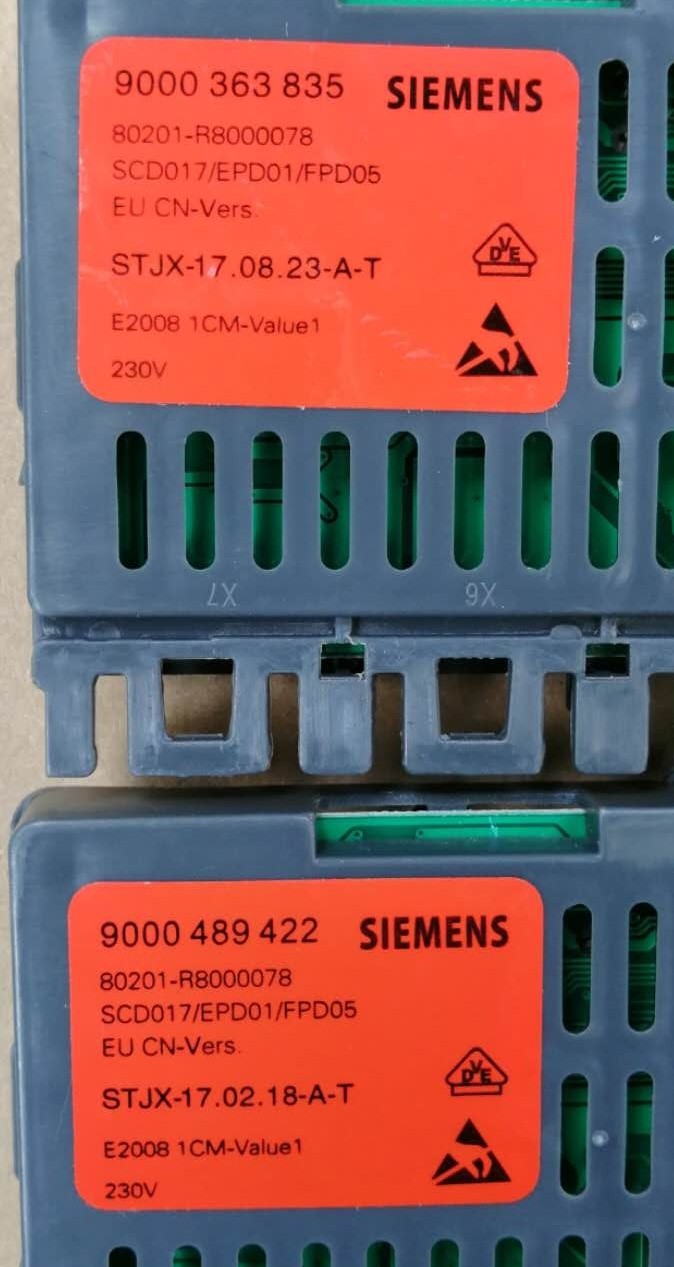 9000 363 835 SIEMENS
80201-R8000078
SCD017/EPD01/FPD05
EU CN-Vers.
STJX-17.08.23-A-T
DVE
E2008 1CM-Value1
230V
X7 X6
9000 489 422 SIEMENS
80201-R8000078
SCD017/EPD01/FPD05
EU CN-Vers.
STJX-17.02.18-A-T
DVE
E2008 1CM-Value1
230V